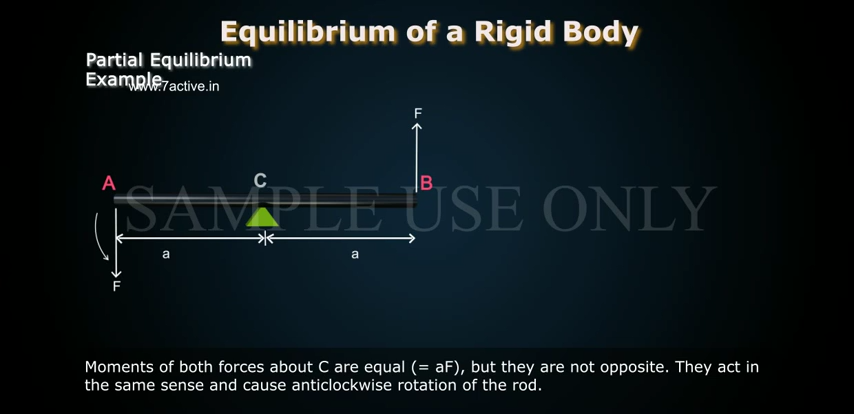 Equilibrium of a Rigid Body
Partial Equilibrium
Example
www.7active.in
F
A
C
B
SAMPLE USE ONLY
a
a
F
Moments of both forces about C are equal (= aF), but they are not opposite. They act in
the same sense and cause anticlockwise rotation of the rod.